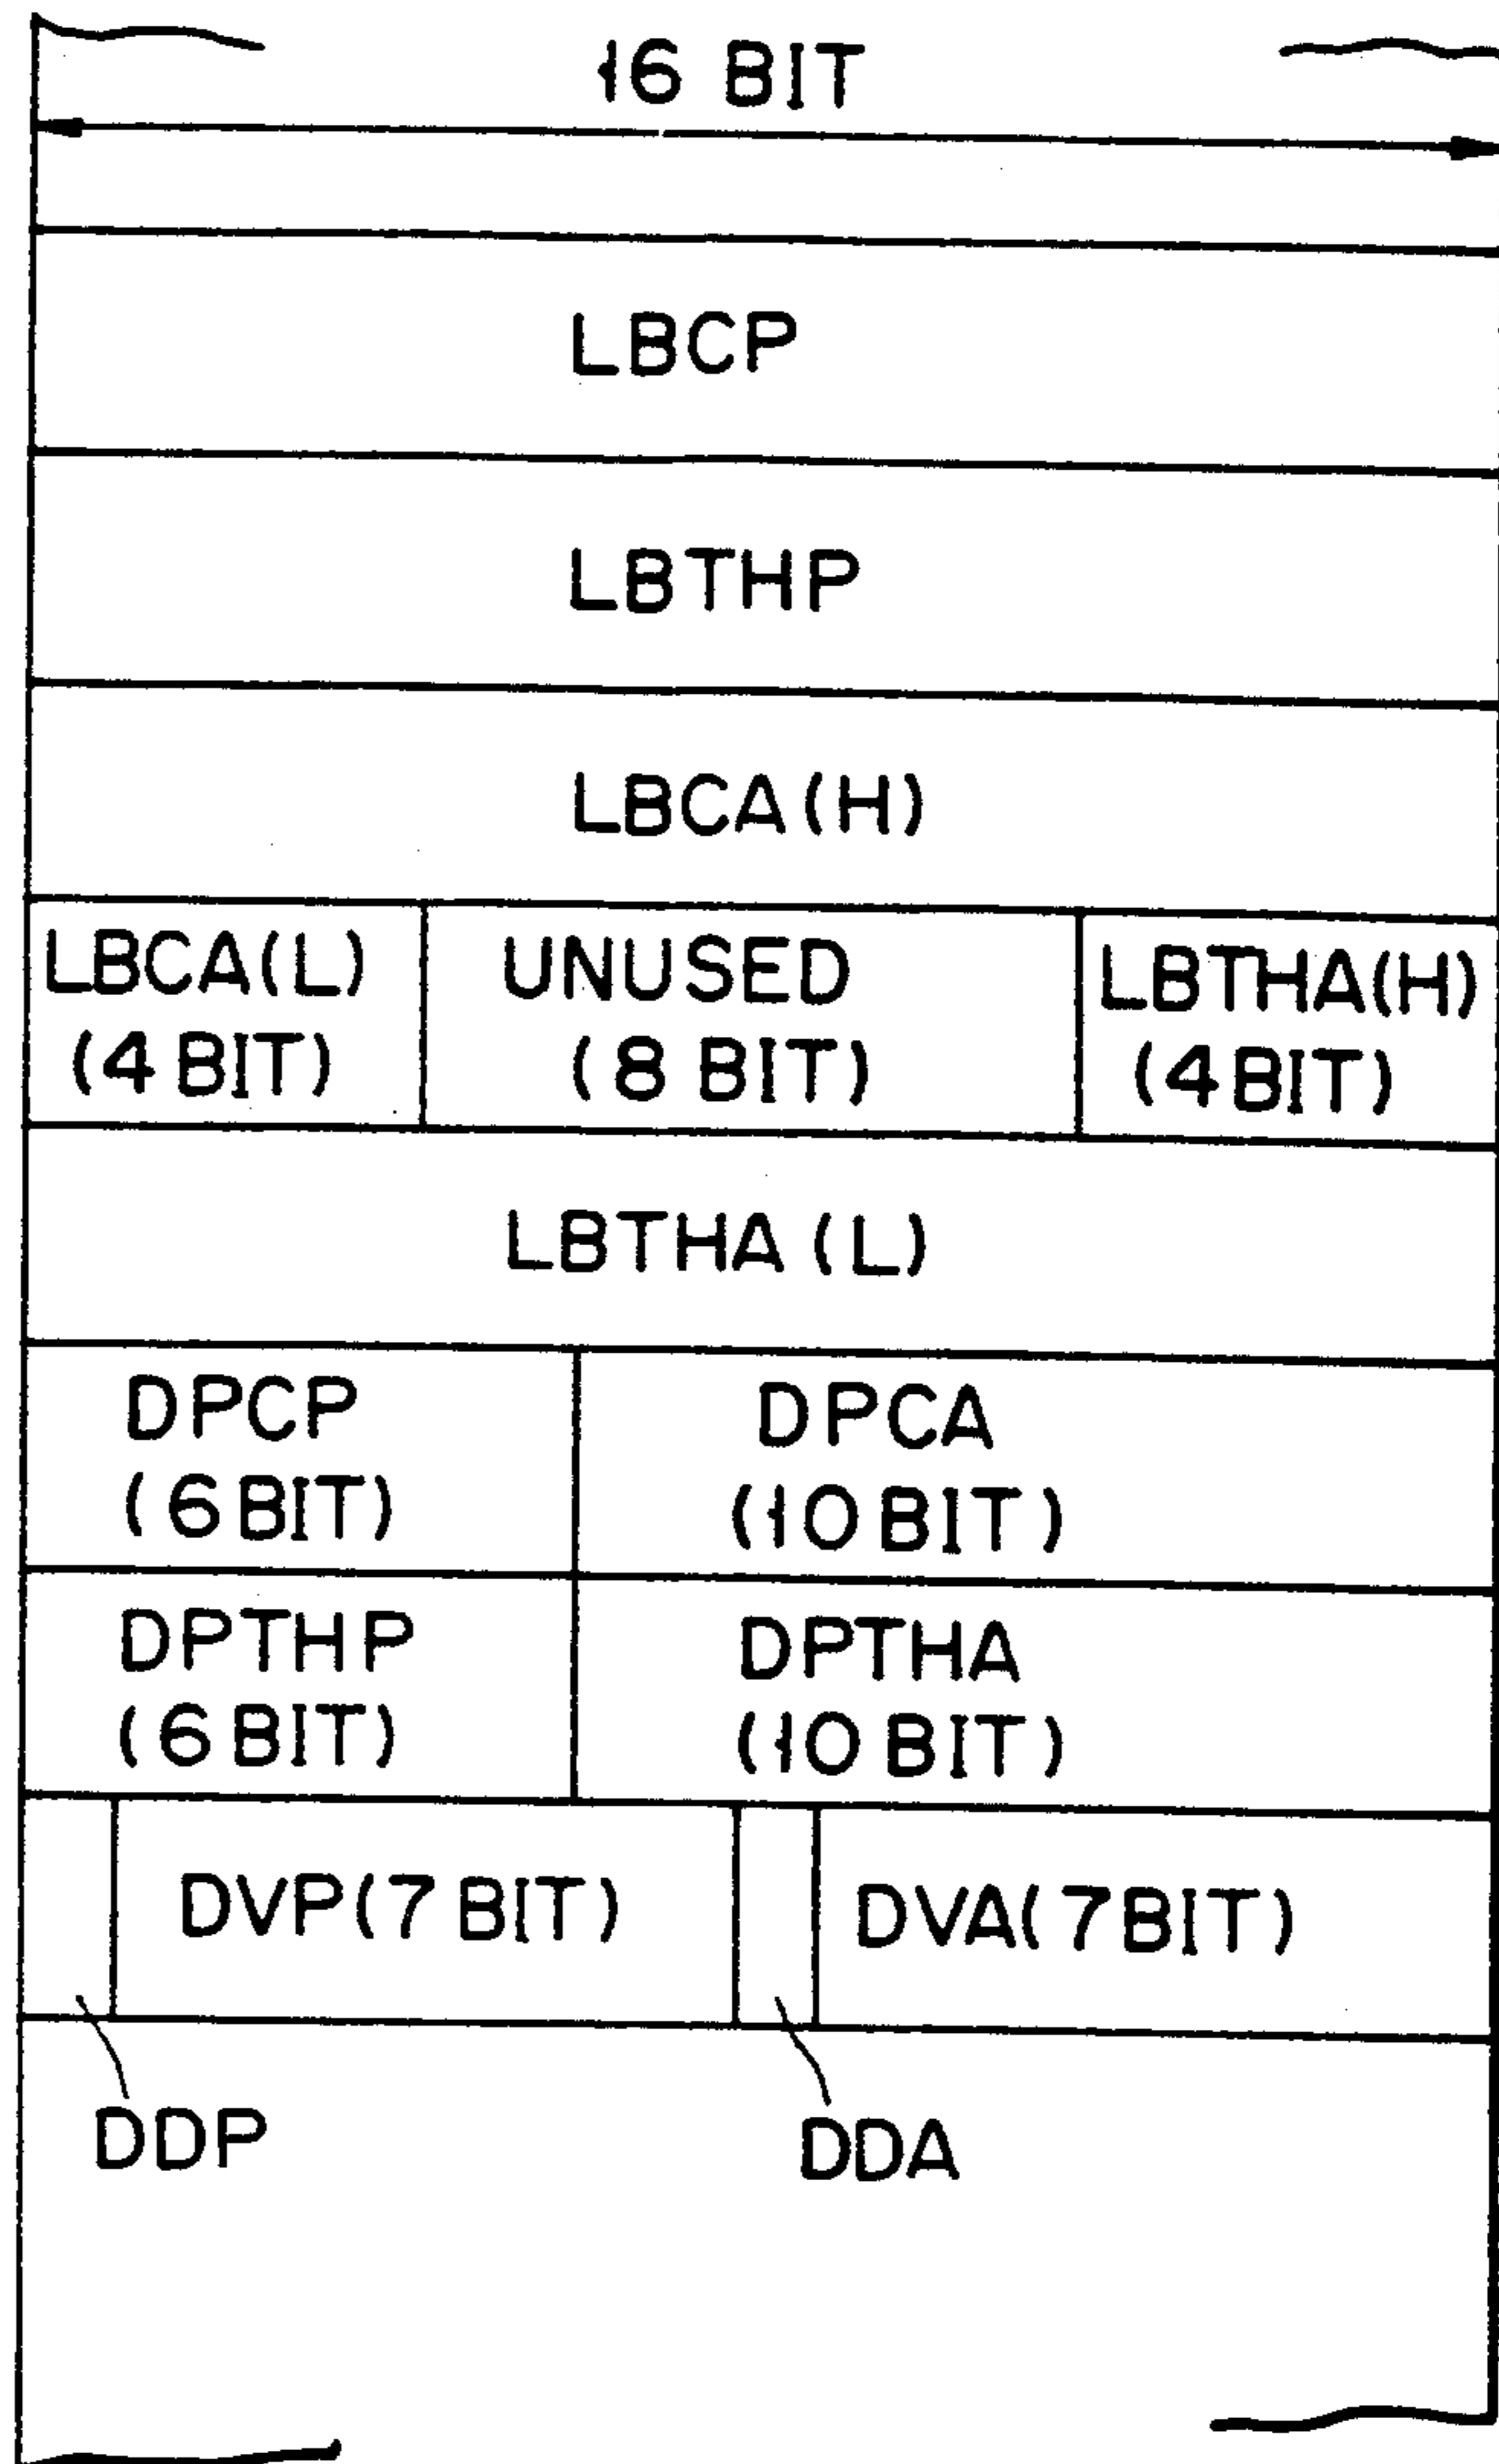 16 BIT
LBCP
LBTHP
LBCA(H)
LBCA(L)
(4 BIT)
UNUSED
(8 BIT)
LBTHA(H)
(4 BIT)
LBTHA(L)
DPCP
(6 BIT)
DPCA
(10 BIT)
DPTHP
(6 BIT)
DPTHA
(10 BIT)
DVP(7 BIT)
DVA(7 BIT)
DDP
DDA